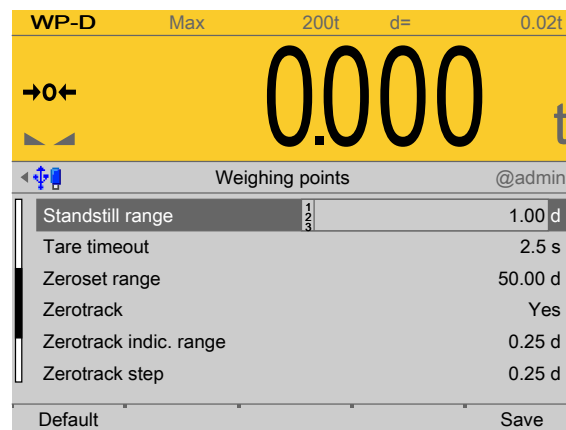 WP-D Max 200t d= 0.02t
→0←
0.000 t
Weighing points @admin
Standstill range 1 2 3 1.00 d
Tare timeout 2.5 s
Zeroset range 50.00 d
Zerotrack Yes
Zerotrack indic. range 0.25 d
Zerotrack step 0.25 d
Default Save